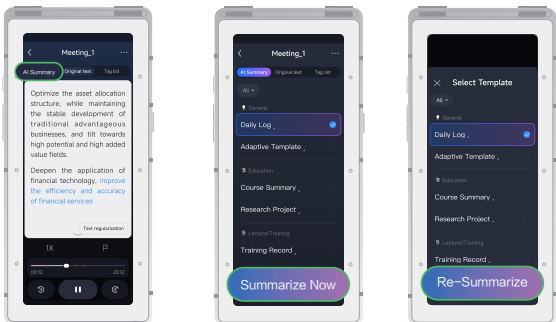 Meeting_1
AI Summary
Original text
Tag list
Optimize the asset allocation
structure, while maintaining
the stable development of
traditional advantageous
businesses, and tilt towards
high potential and high added
value fields.
Deepen the application of
financial technology, improve
the efficiency and accuracy
of financial services
Text regularization
1X
00:12
23:12
Meeting_1
AI Summary
Original text
Tag list
All
General
Daily Log
Adaptive Template
Education
Course Summary
Research Project
Lecture/Training
Training Record
Summarize Now
Select Template
All
General
Daily Log
Adaptive Template
Education
Course Summary
Research Project
Lecture/Training
Training Record
Re-Summarize